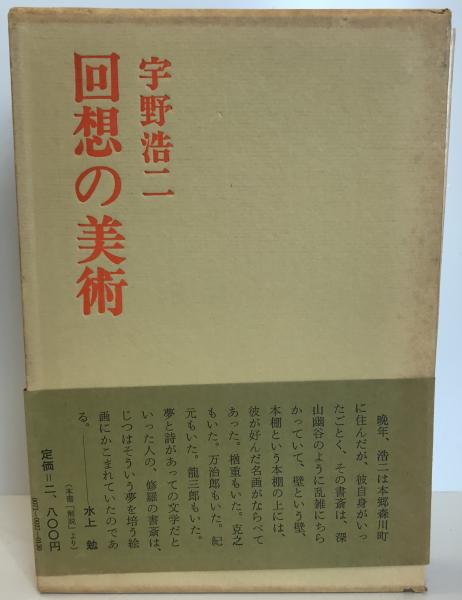 宇野浩二
回想の美術
晩年、浩二は本郷森川町
に住んだが、彼自身がいっ
たごとく、その書斎は、深
山幽谷のように乱雑にちら
かっていて、壁という壁、
本棚という本棚の上には、
彼が好んだ名画がならべて
あった。楢重もいた。克之
もいた。万治郎もいた。紀
元もいた。龍三郎もいた。
夢と詩があっての文学だと
いった人の、修羅の書斎は、
じつはそういう夢を培う絵
画にかこまれていたのであ
る。
――水上 勉
（本書「解説」より）
定価＝二、八〇〇円